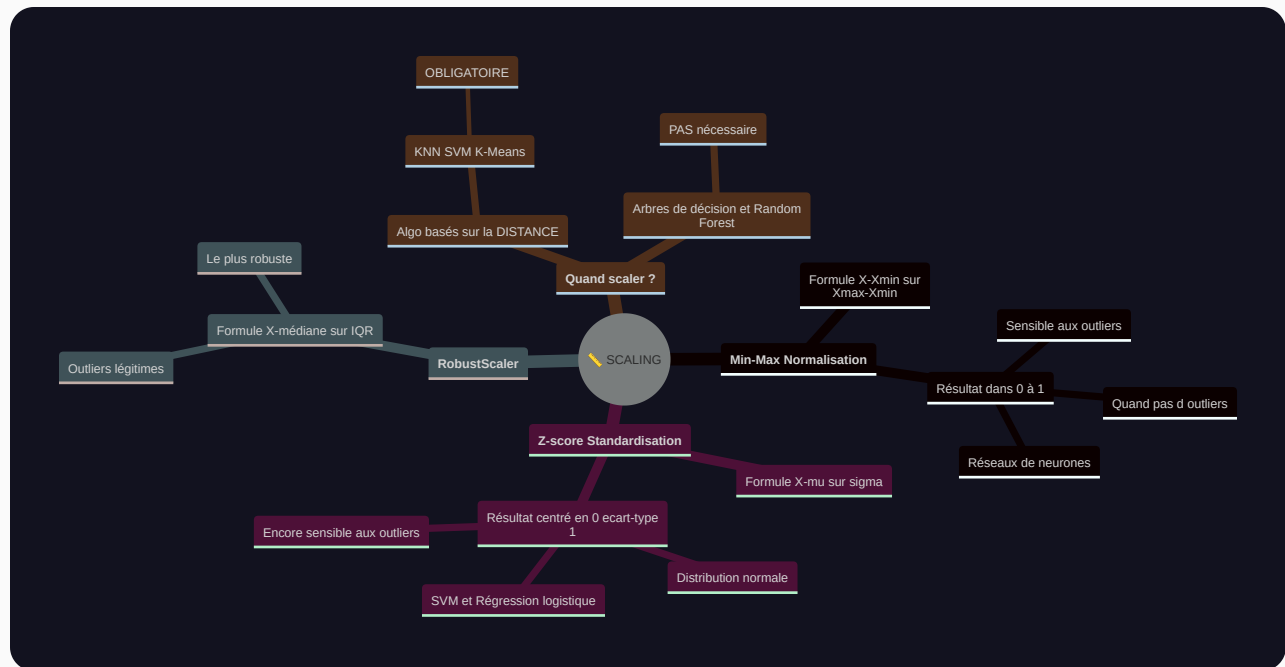 OBLIGATOIRE
PAS nécessaire
KNN SVM K-Means
Arbres de décision et Random
Forest
Algo basés sur la DISTANCE
Quand scaler ?
Le plus robuste
Formule X-médiane sur IQR
Outliers légitimes
RobustScaler
📏 SCALING
Formule X-Xmin sur
Xmax-Xmin
Min-Max Normalisation
Sensible aux outliers
Résultat dans 0 à 1
Quand pas d outliers
Réseaux de neurones
Z-score Standardisation
Formule X-mu sur sigma
Résultat centré en 0 ecart-type
1
Encore sensible aux outliers
Distribution normale
SVM et Régression logistique